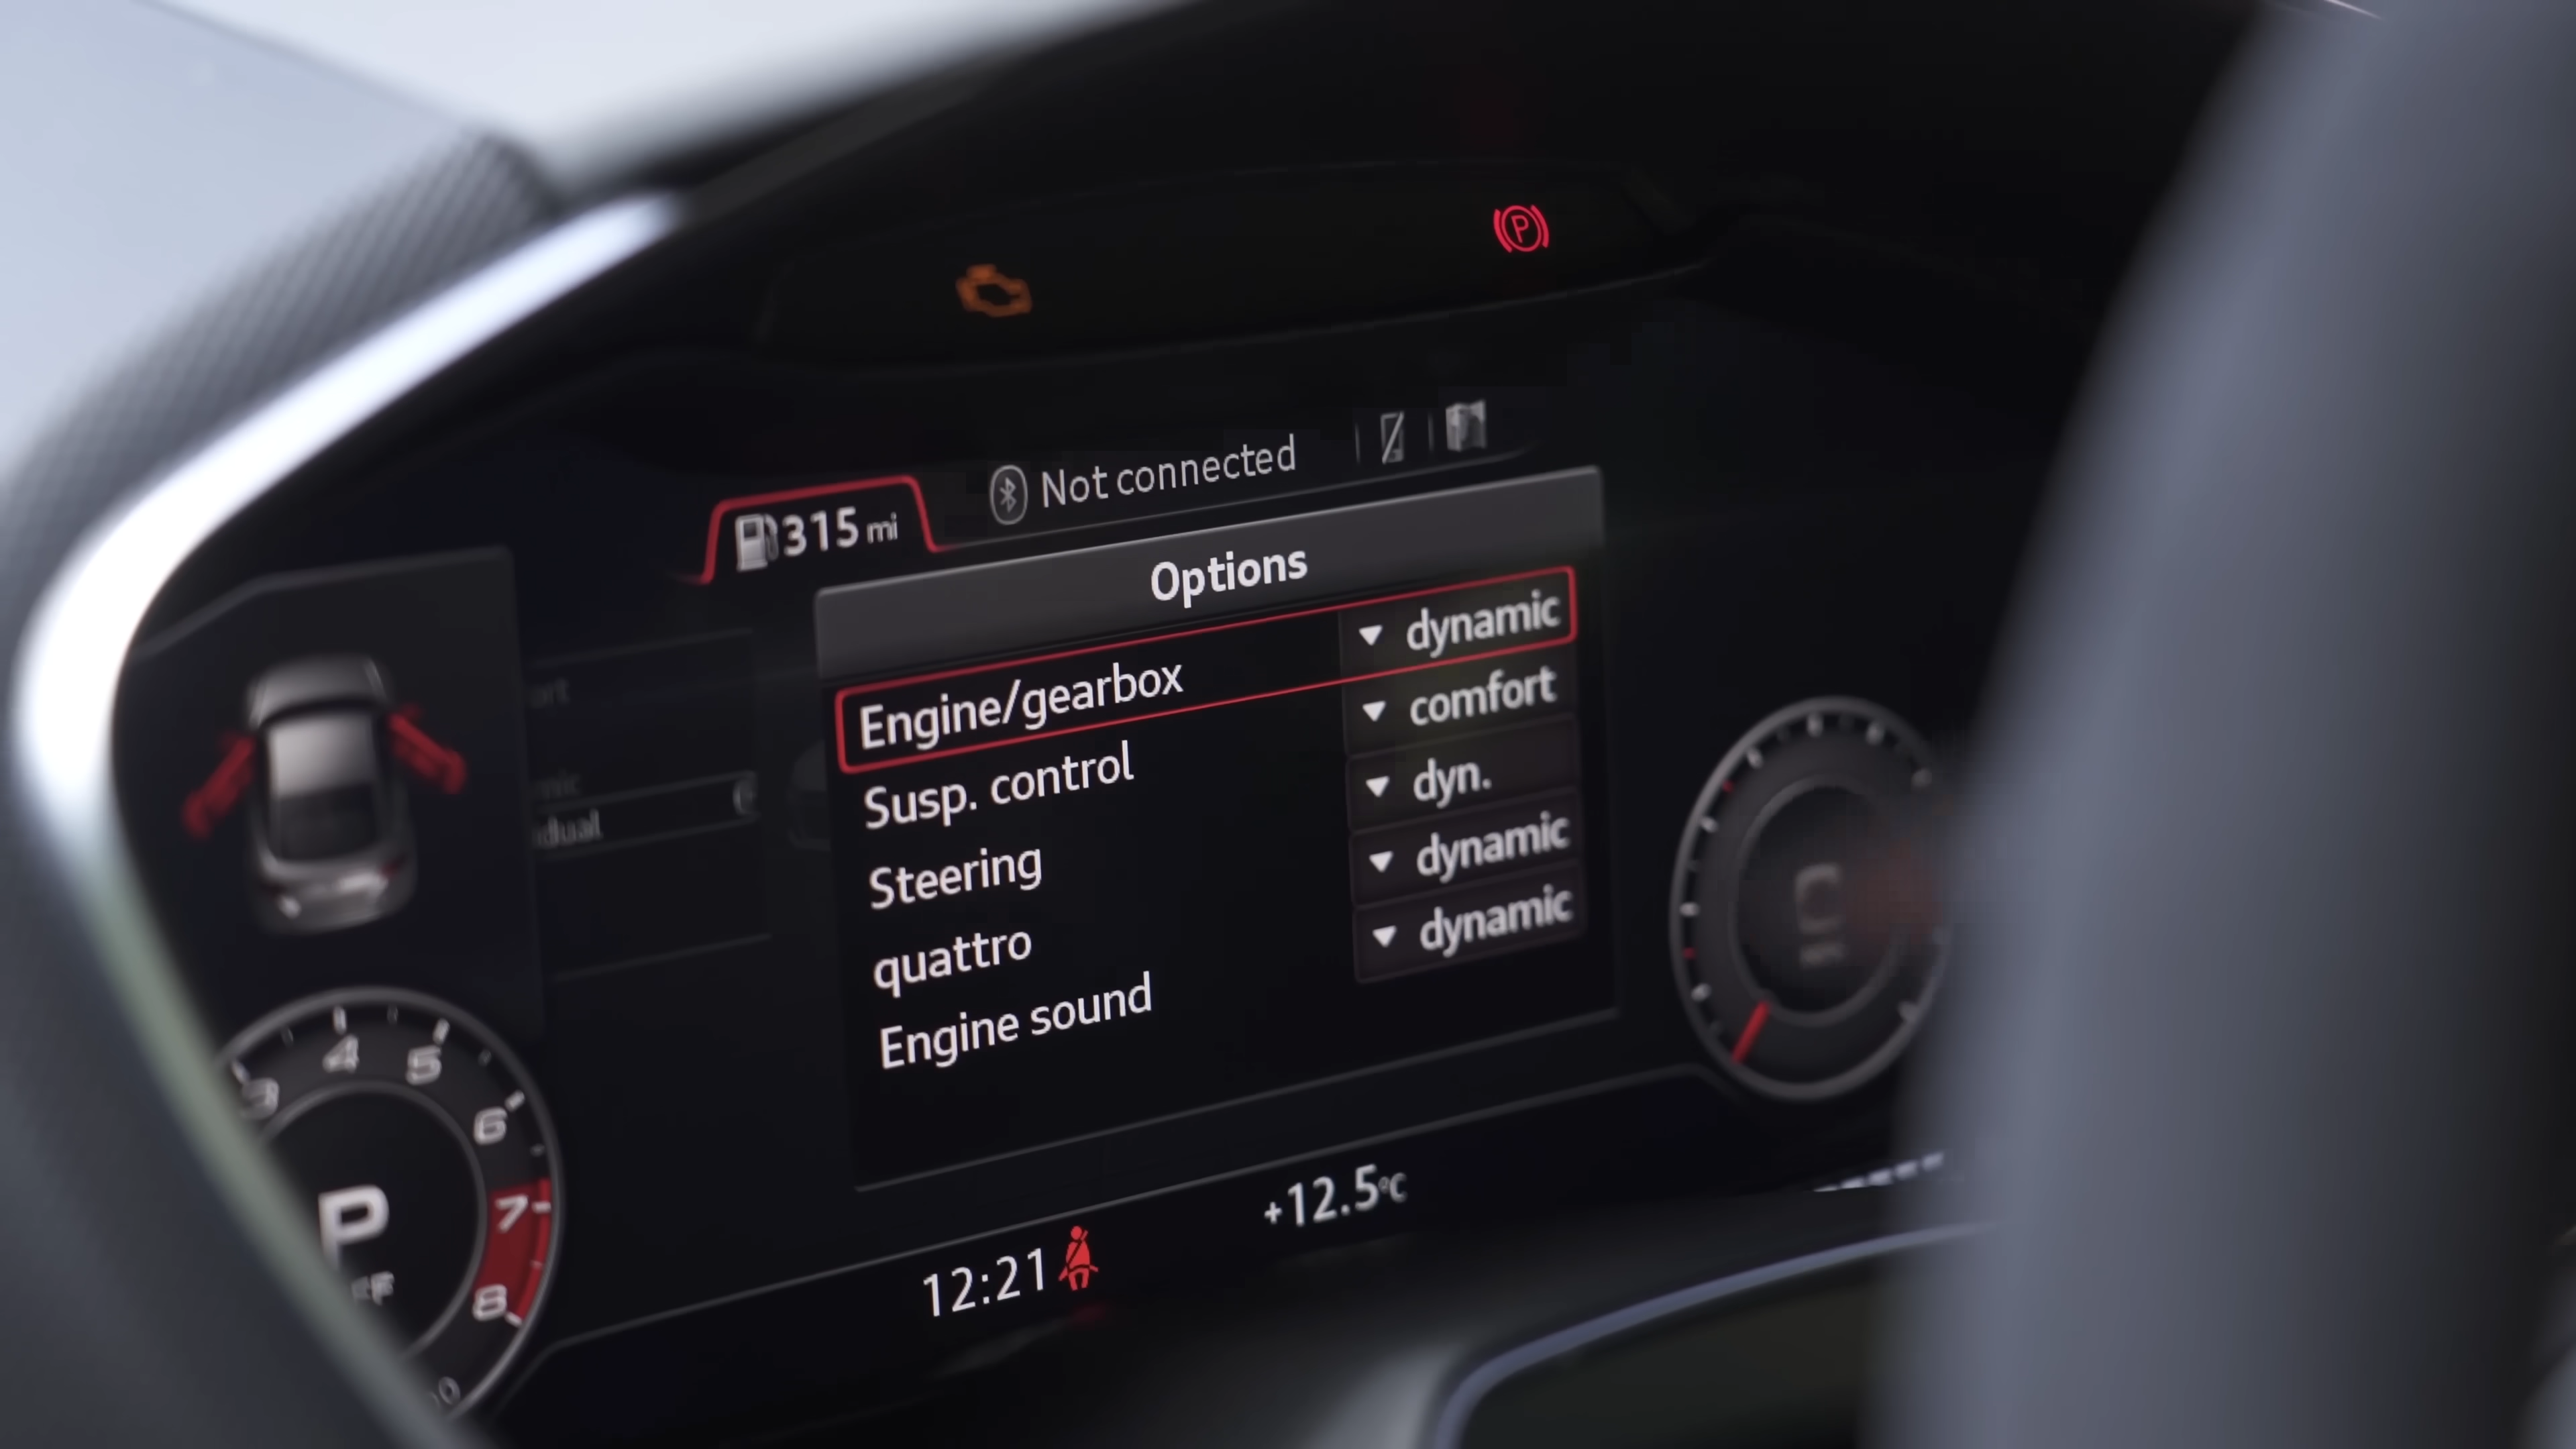 P
315 mi
Not connected
Options
Engine/gearbox dynamic
Susp. control comfort
Steering dyn.
quattro dynamic
Engine sound dynamic
3
4
5
6
7
8
P
12:21
+12.5°C